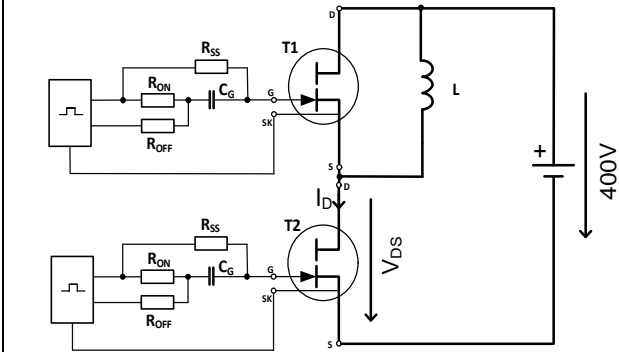 D
T1
RSS
RON
CG
G
ROFF
SK
L
S
D
+
400V
ID
T2
VDS
RSS
RON
CG
G
ROFF
SK
S